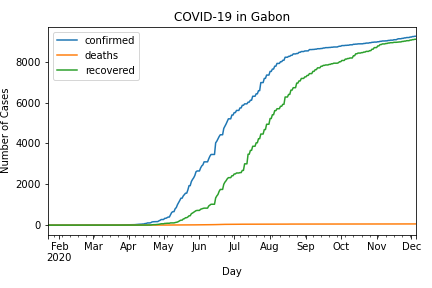 COVID-19 in Gabon
confirmed
deaths
recovered
Number of Cases
8000
6000
4000
2000
0
Feb Mar Apr May Jun Jul Aug Sep Oct Nov Dec
2020
Day